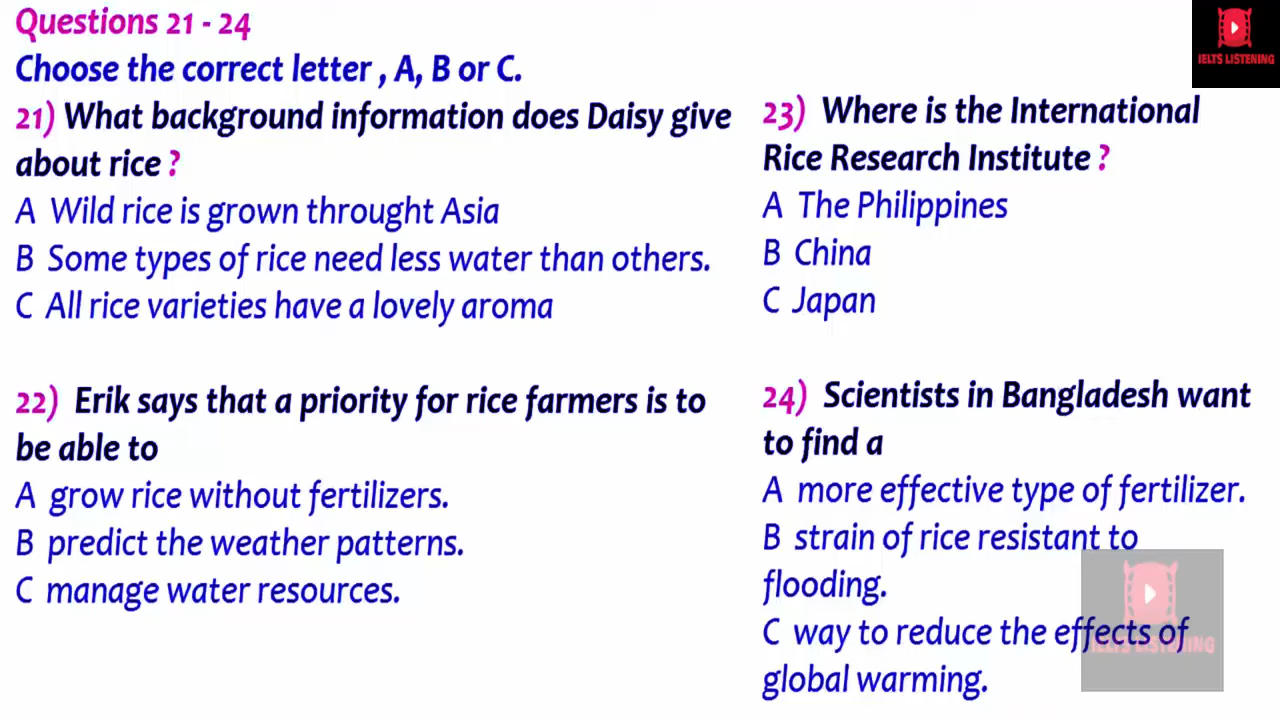 Questions 21 - 24
Choose the correct letter , A, B or C.
21) What background information does Daisy give
about rice ?
A Wild rice is grown throught Asia
B Some types of rice need less water than others.
C All rice varieties have a lovely aroma
22) Erik says that a priority for rice farmers is to
be able to
A grow rice without fertilizers.
B predict the weather patterns.
C manage water resources.
23) Where is the International
Rice Research Institute ?
A The Philippines
B China
C Japan
24) Scientists in Bangladesh want
to find a
A more effective type of fertilizer.
B strain of rice resistant to
flooding.
C way to reduce the effects of
global warming.
IELTS LISTENING
IELTS LISTENING